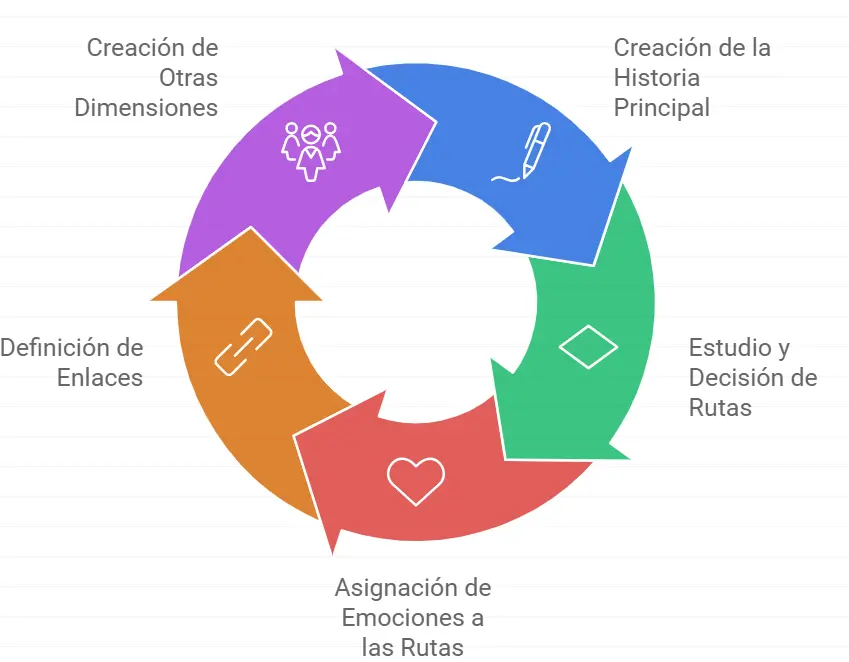 Creación de
Otras
Dimensiones
Creación de la
Historia
Principal
Estudio y
Decisión de
Rutas
Asignación de
Emociones a
las Rutas
Definición de
Enlaces